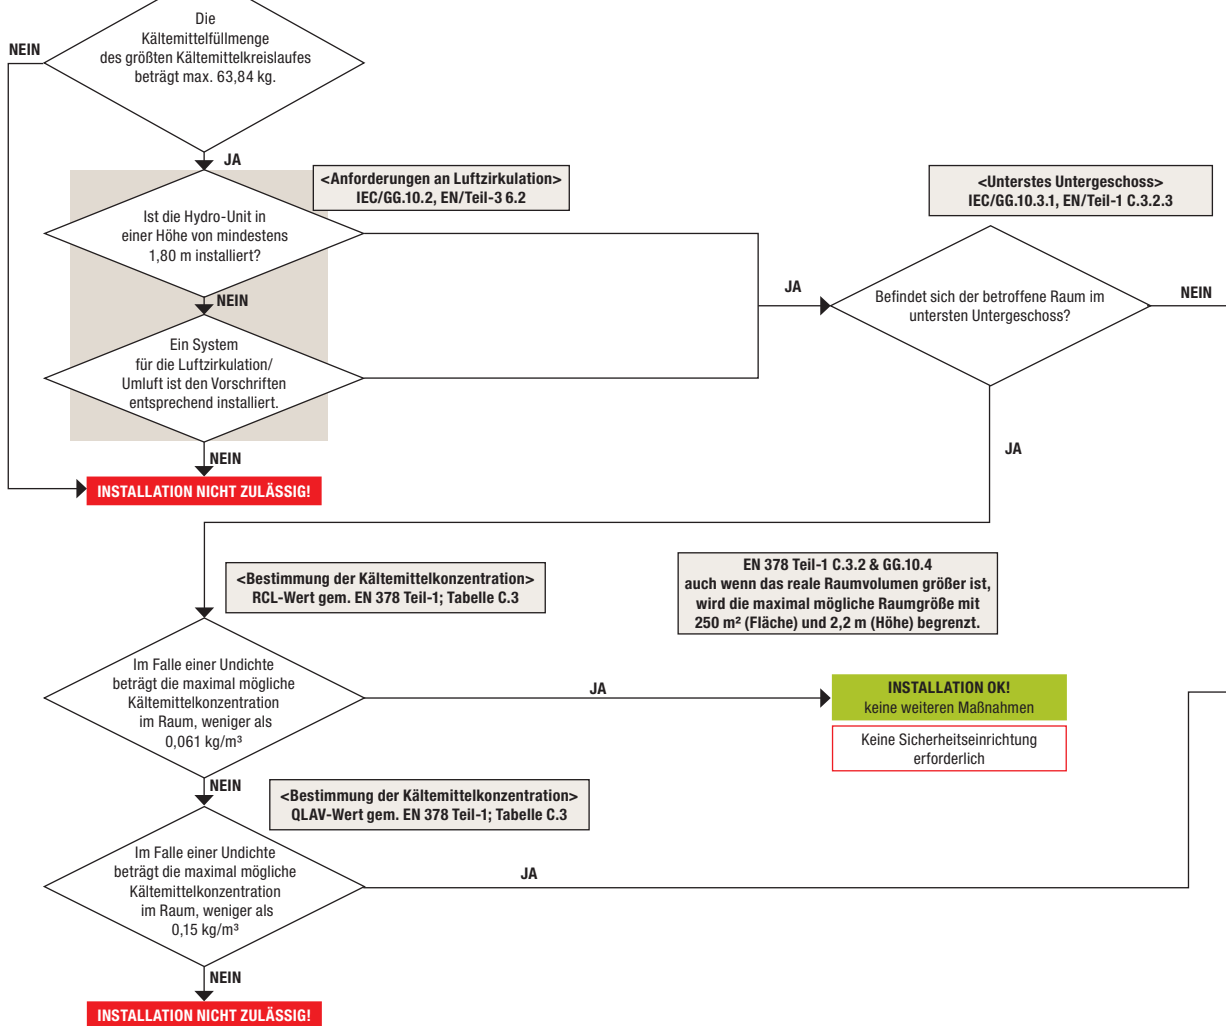 Die
Kältemittelfüllmenge
des größten Kältemittelkreislaufes
beträgt max. 63,84 kg.
NEIN
JA
<Anforderungen an Luftzirkulation>
IEC/GG.10.2, EN/Teil-3 6.2
<Unterstes Untergeschoss>
IEC/GG.10.3.1, EN/Teil-1 C.3.2.3
Ist die Hydro-Unit in
einer Höhe von mindestens
1,80 m installiert?
NEIN
JA
Befindet sich der betroffene Raum im
untersten Untergeschoss?
NEIN
Ein System
für die Luftzirkulation/
Umluft ist den Vorschriften
entsprechend installiert.
NEIN
JA
INSTALLATION NICHT ZULÄSSIG!
<Bestimmung der Kältemittelkonzentration>
RCL-Wert gem. EN 378 Teil-1; Tabelle C.3
EN 378 Teil-1 C.3.2 & GG.10.4
auch wenn das reale Raumvolumen größer ist,
wird die maximal mögliche Raumgröße mit
250 m² (Fläche) und 2,2 m (Höhe) begrenzt.
Im Falle einer Undichte
beträgt die maximal mögliche
Kältemittelkonzentration
im Raum, weniger als
0,061 kg/m³
JA
INSTALLATION OK!
keine weiteren Maßnahmen
Keine Sicherheitseinrichtung
erforderlich
NEIN
<Bestimmung der Kältemittelkonzentration>
QLAV-Wert gem. EN 378 Teil-1; Tabelle C.3
Im Falle einer Undichte
beträgt die maximal mögliche
Kältemittelkonzentration
im Raum, weniger als
0,15 kg/m³
JA
NEIN
INSTALLATION NICHT ZULÄSSIG!